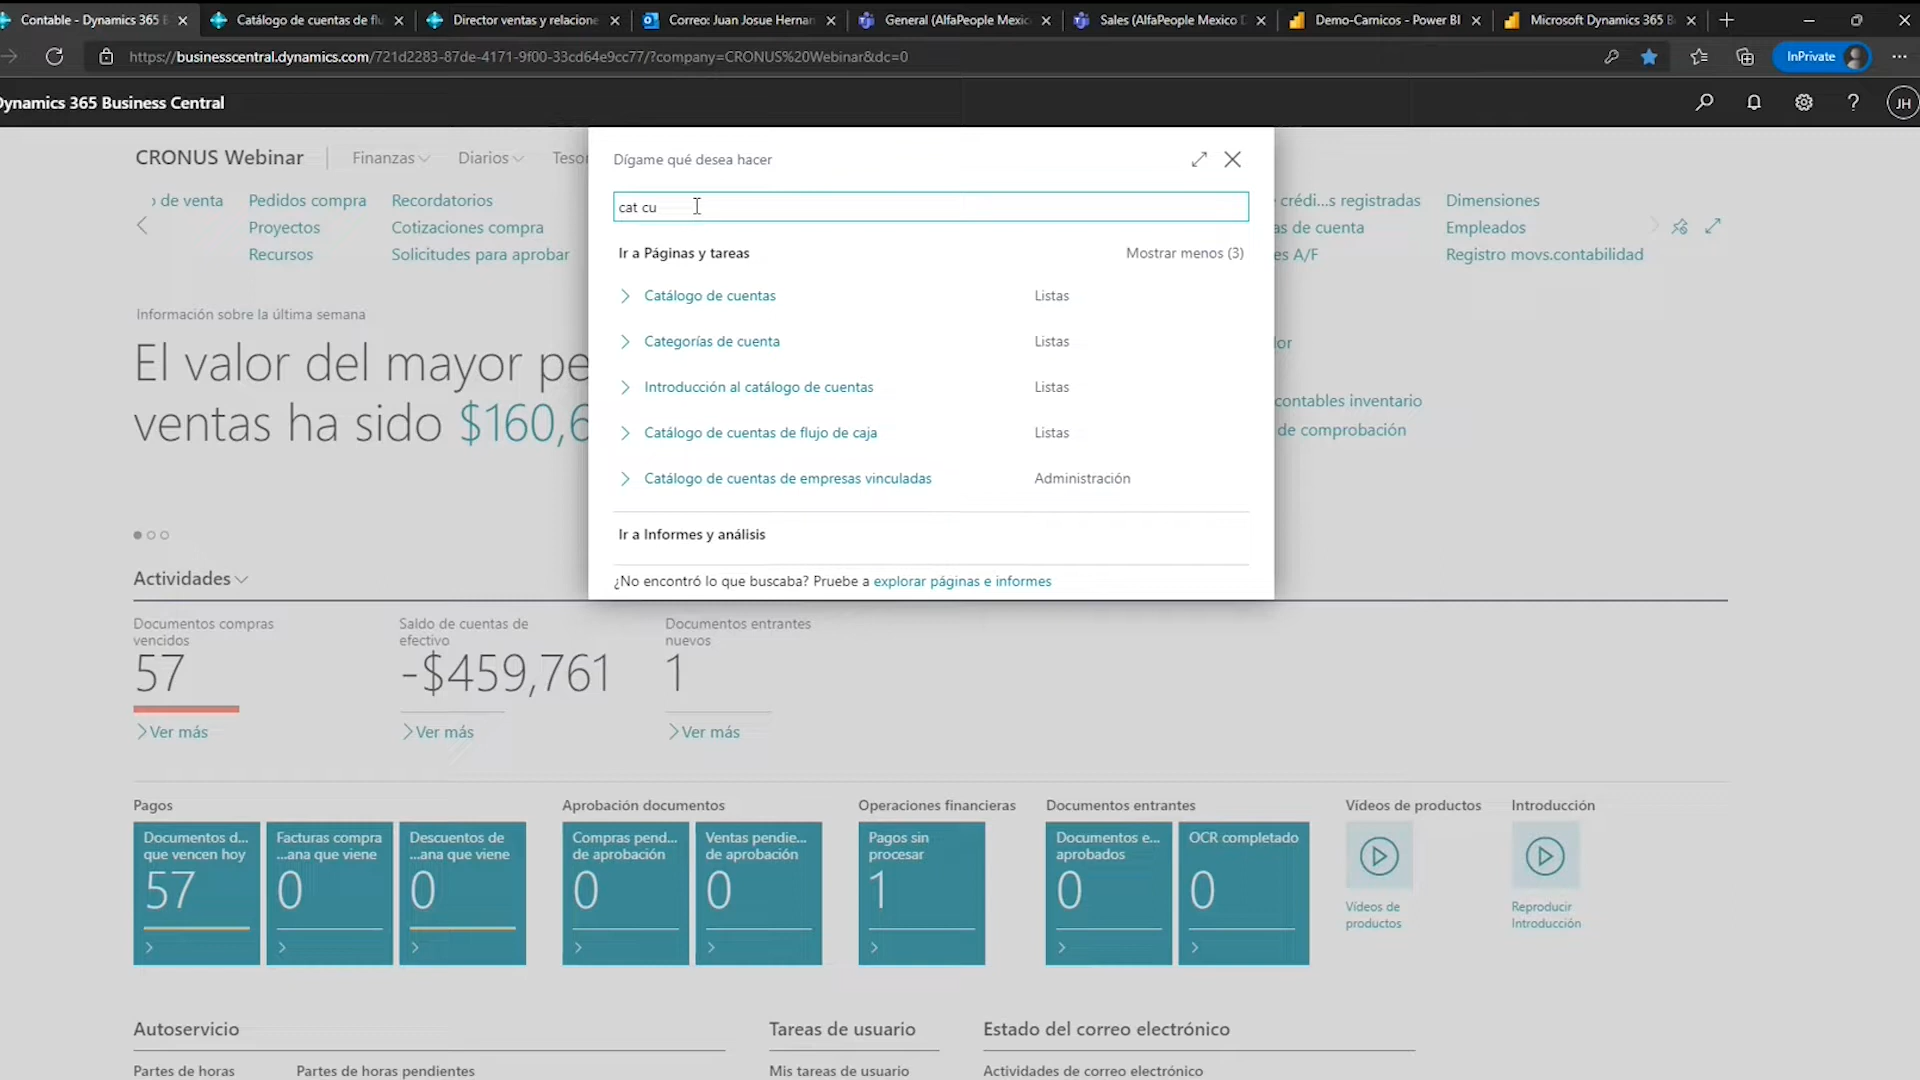 Contable - Dynamics 365 B
Catálogo de cuentas de flu
Director ventas y relacione
Correo: Juan Josue Hernan
General (AlfaPeople Mexic
Sales (AlfaPeople Mexico D
Demo-Carnicos - Power BI
Microsoft Dynamics 365 B
https://businesscentral.dynamics.com/721d2283-87de-4171-9f00-33cd64e9cc77/?company=CRONUS%20Webinar&dc=0
InPrivate
Dynamics 365 Business Central
JH
CRONUS Webinar
Finanzas
Diarios
Tesor
de venta
Pedidos compra
Recordatorios
Proyectos
Cotizaciones compra
Recursos
Solicitudes para aprobar
crédi...s registradas
Dimensiones
as de cuenta
Empleados
es A/F
Registro movs.contabilidad
Dígame qué desea hacer
cat cu
Ir a Páginas y tareas
Mostrar menos (3)
Catálogo de cuentas
Listas
Categorías de cuenta
Listas
Introducción al catálogo de cuentas
Listas
Catálogo de cuentas de flujo de caja
Listas
Catálogo de cuentas de empresas vinculadas
Administración
Ir a Informes y análisis
¿No encontró lo que buscaba? Pruebe a explorar páginas e informes
Información sobre la última semana
El valor del mayor pe
ventas ha sido $160,6
lor
contables inventario
de comprobación
Actividades
Documentos compras
vencidos
57
Ver más
Saldo de cuentas de
efectivo
-$459,761
Ver más
Documentos entrantes
nuevos
1
Ver más
Pagos
Documentos d...
que vencen hoy
57
Facturas compra
...ana que viene
0
Descuentos de
...ana que viene
0
Aprobación documentos
Compras pend...
de aprobación
0
Ventas pendie...
de aprobación
0
Operaciones financieras
Pagos sin
procesar
1
Documentos entrantes
Documentos e...
aprobados
0
OCR completado
0
Vídeos de productos
Vídeos de
productos
Introducción
Reproducir
Introducción
Autoservicio
Partes de horas
Partes de horas pendientes
Tareas de usuario
Mis tareas de usuario
Estado del correo electrónico
Actividades de correo electrónico